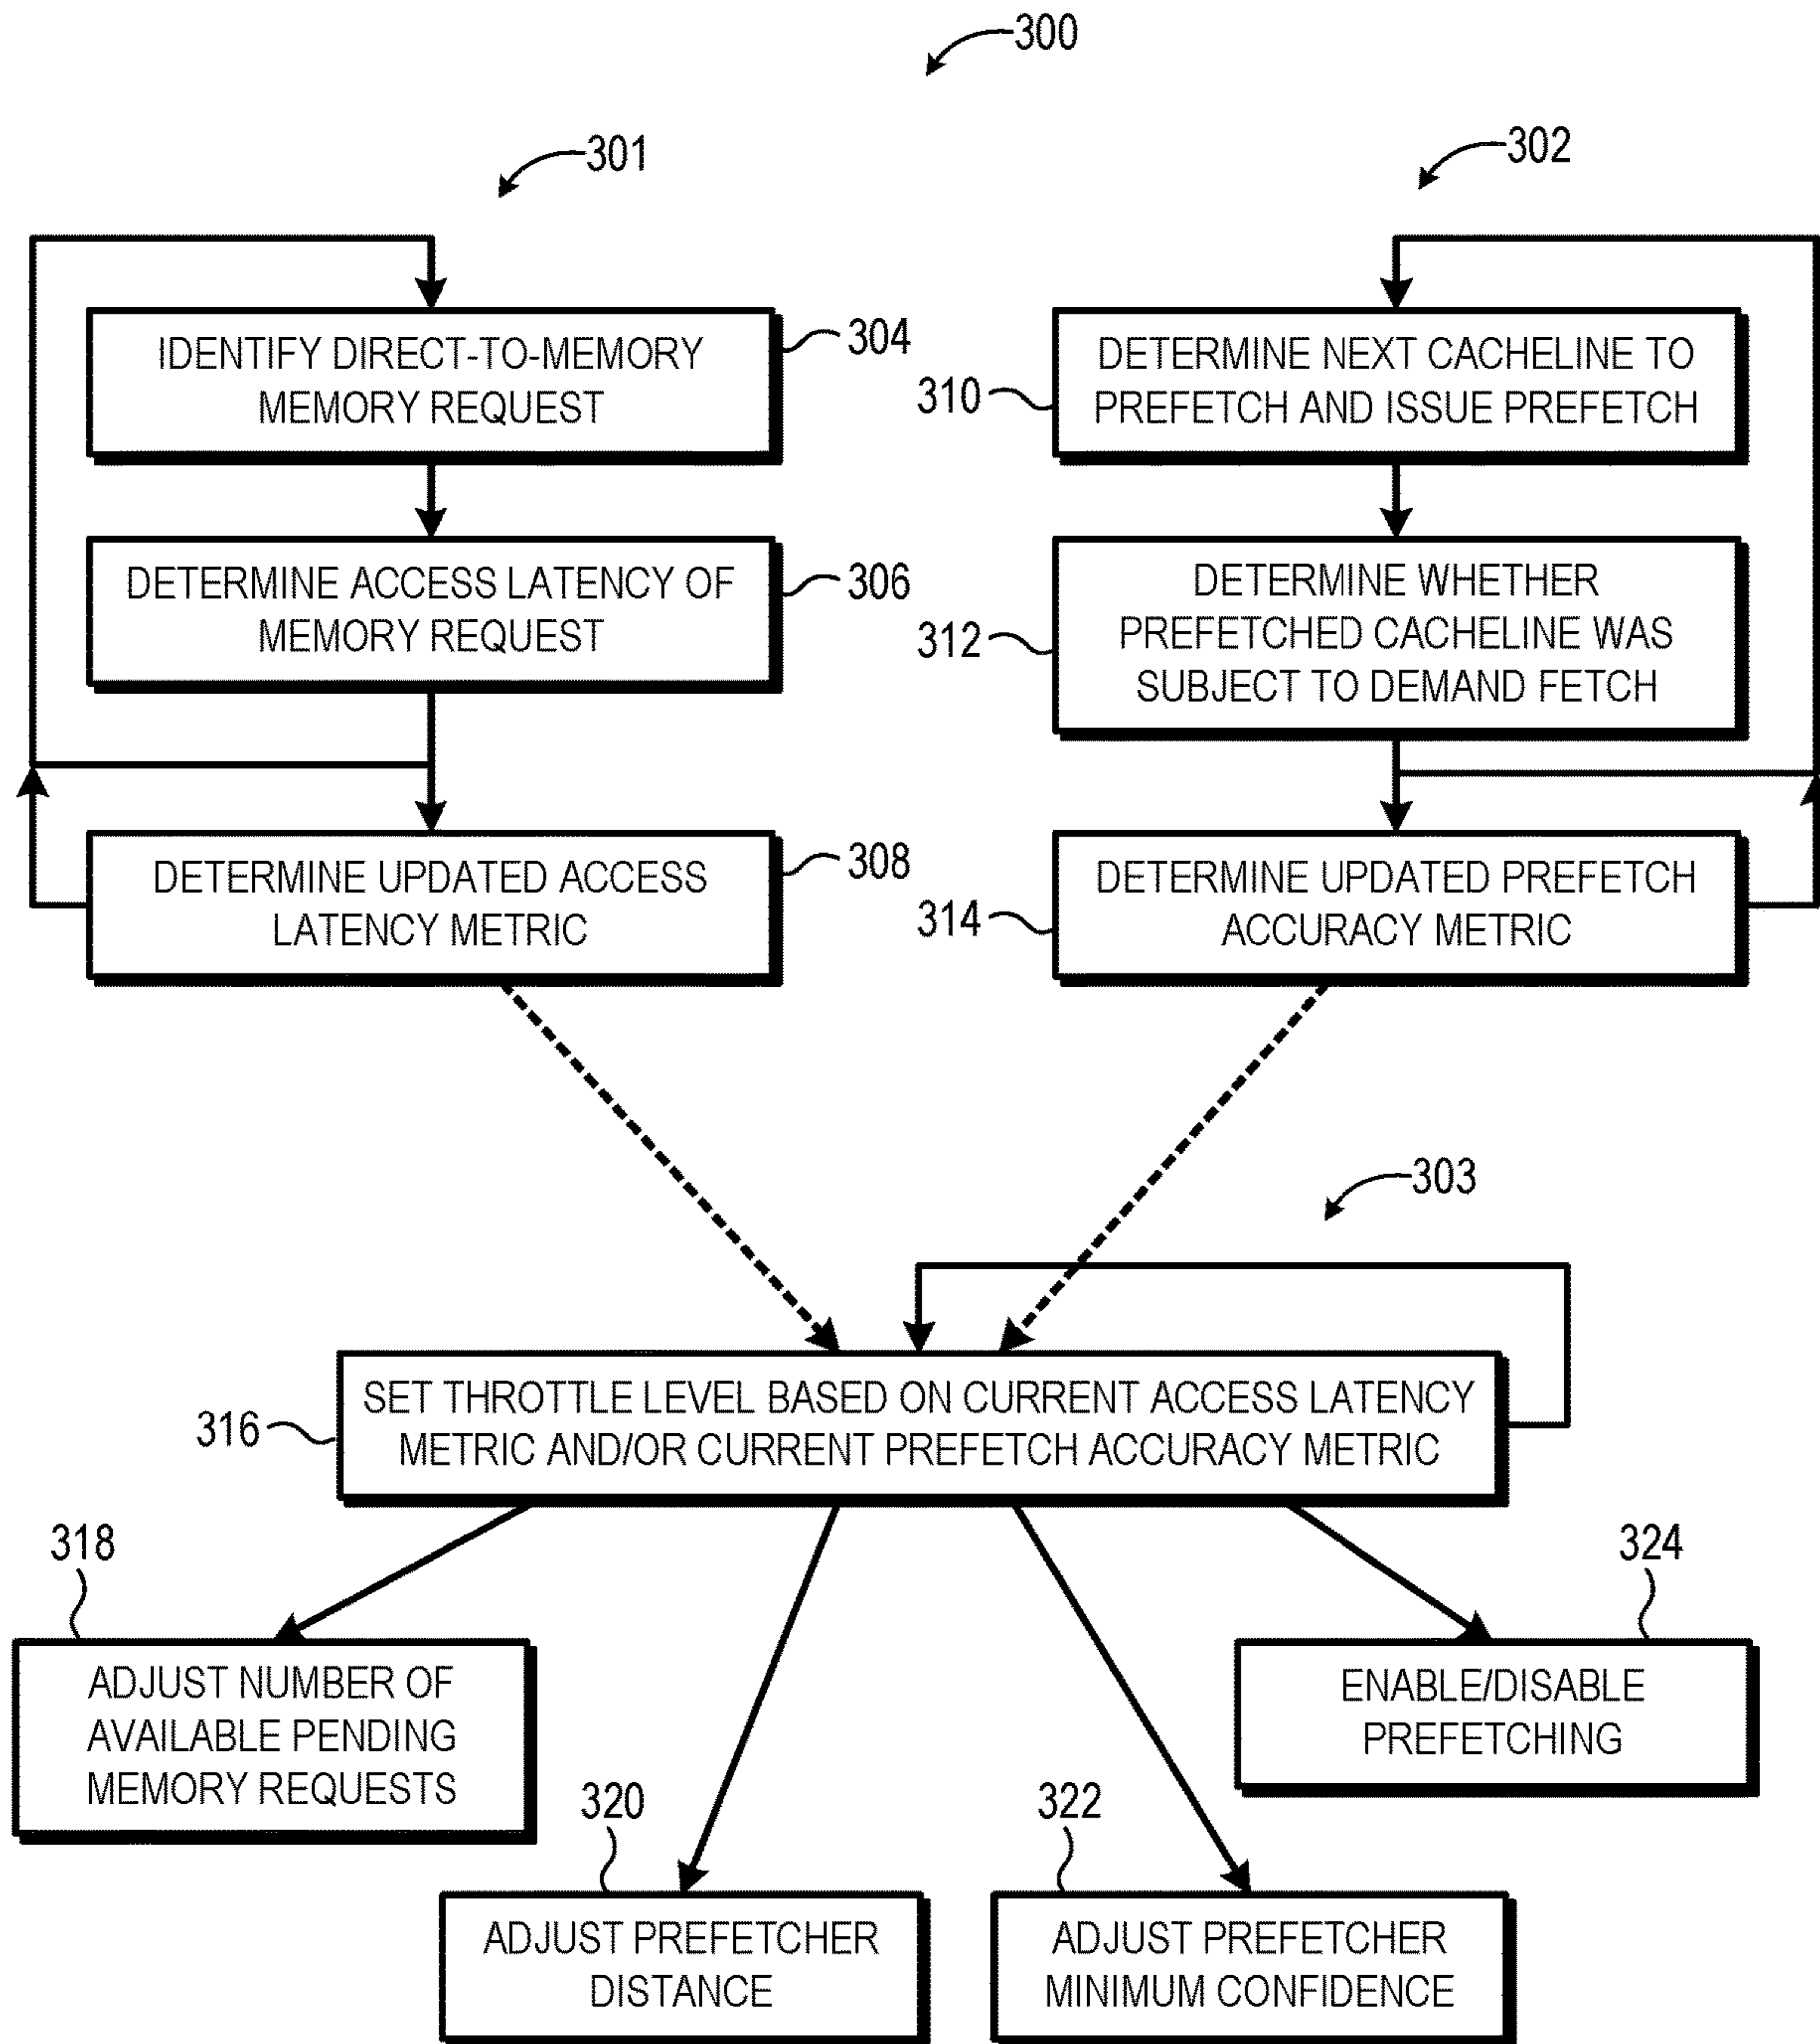 300
301
302
IDENTIFY DIRECT-TO-MEMORY
MEMORY REQUEST
304
DETERMINE NEXT CACHELINE TO
PREFETCH AND ISSUE PREFETCH
310
DETERMINE ACCESS LATENCY OF
MEMORY REQUEST
306
DETERMINE WHETHER
PREFETCHED CACHELINE WAS
SUBJECT TO DEMAND FETCH
312
DETERMINE UPDATED ACCESS
LATENCY METRIC
308
DETERMINE UPDATED PREFETCH
ACCURACY METRIC
314
303
SET THROTTLE LEVEL BASED ON CURRENT ACCESS LATENCY
METRIC AND/OR CURRENT PREFETCH ACCURACY METRIC
316
318
ADJUST NUMBER OF
AVAILABLE PENDING
MEMORY REQUESTS
324
ENABLE/DISABLE
PREFETCHING
320
ADJUST PREFETCHER
DISTANCE
322
ADJUST PREFETCHER
MINIMUM CONFIDENCE